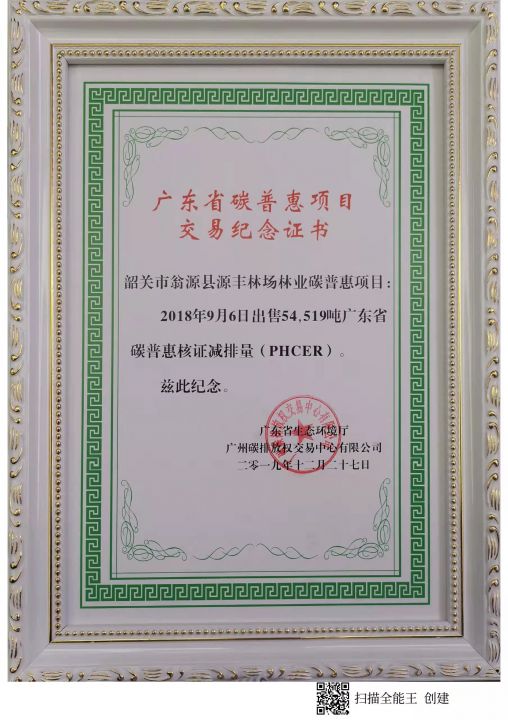 广东省碳普惠项目
交易纪念证书
韶关市翁源县源丰林场林业碳普惠项目：
2018年9月6日出售54,519吨广东省
碳普惠核证减排量（PHCER）。
兹此纪念。
广东省生态环境厅
广州碳排放权交易中心有限公司
二零一九年十二月二十七日
扫描全能王 创建